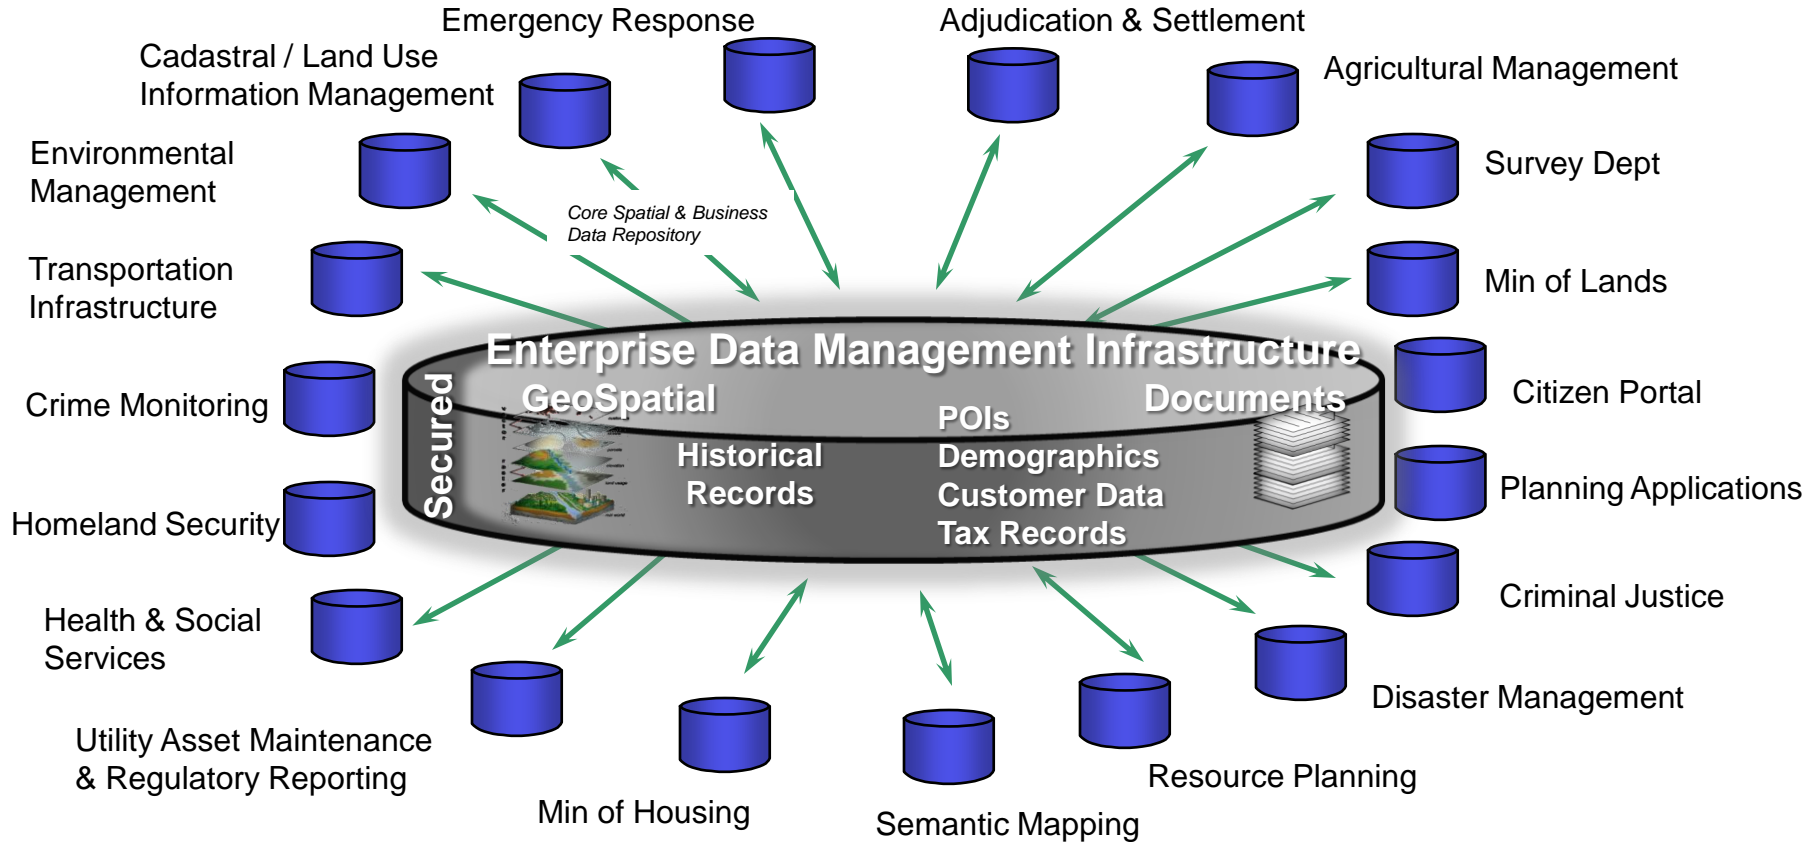 Emergency Response
Adjudication & Settlement
Cadastral / Land Use
Information Management
Agricultural Management
Environmental
Management
Survey Dept
Core Spatial & Business
Data Repository
Transportation
Infrastructure
Min of Lands
Enterprise Data Management Infrastructure
GeoSpatial
Documents
Secured
POIs
Historical
Records
Demographics
Customer Data
Tax Records
Crime Monitoring
Citizen Portal
Homeland Security
Planning Applications
Health & Social
Services
Criminal Justice
Utility Asset Maintenance
& Regulatory Reporting
Disaster Management
Min of Housing
Resource Planning
Semantic Mapping